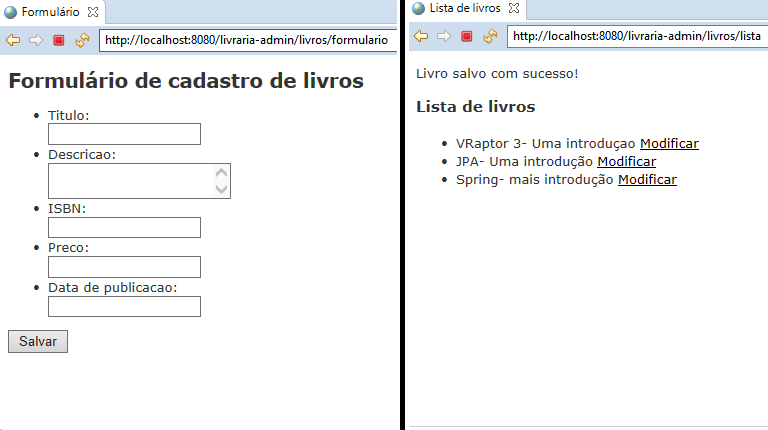 Formulário
http://localhost:8080/livraria-admin/livros/formulario
Formulário de cadastro de livros
Titulo:
Descricao:
ISBN:
Preco:
Data de publicacao:
Salvar
Lista de livros
http://localhost:8080/livraria-admin/livros/lista
Livro salvo com sucesso!
Lista de livros
VRaptor 3- Uma introduçao Modificar
JPA- Uma introdução Modificar
Spring- mais introdução Modificar